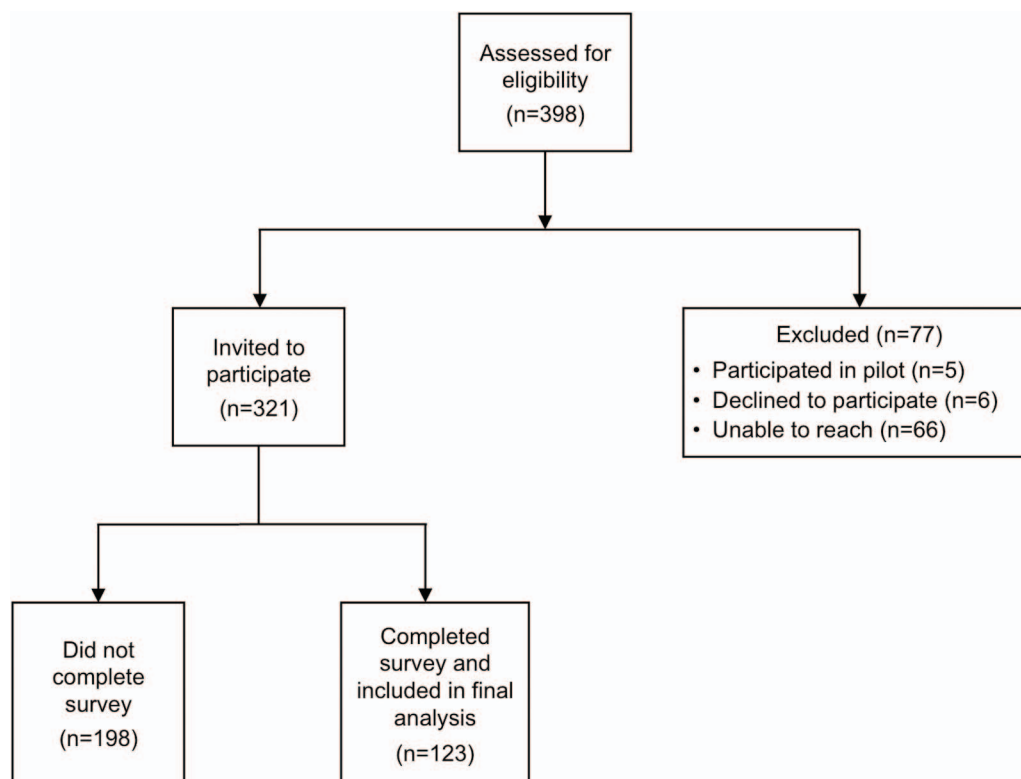 Assessed for
eligibility
(n=398)
Invited to
participate
(n=321)
Excluded (n=77)
• Participated in pilot (n=5)
• Declined to participate (n=6)
• Unable to reach (n=66)
Did not
complete
survey
(n=198)
Completed
survey and
included in final
analysis
(n=123)